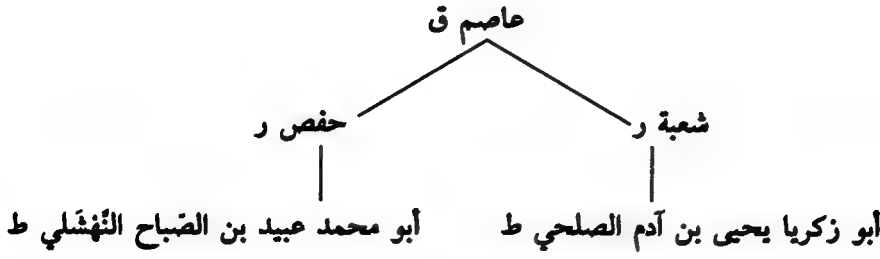 عاصم ق
شعبة ر
حفص ر
أبو زكريا يحيى بن آدم الصلحي ط
أبو محمد عبيد بن الصّباح النَّهْشَلي ط